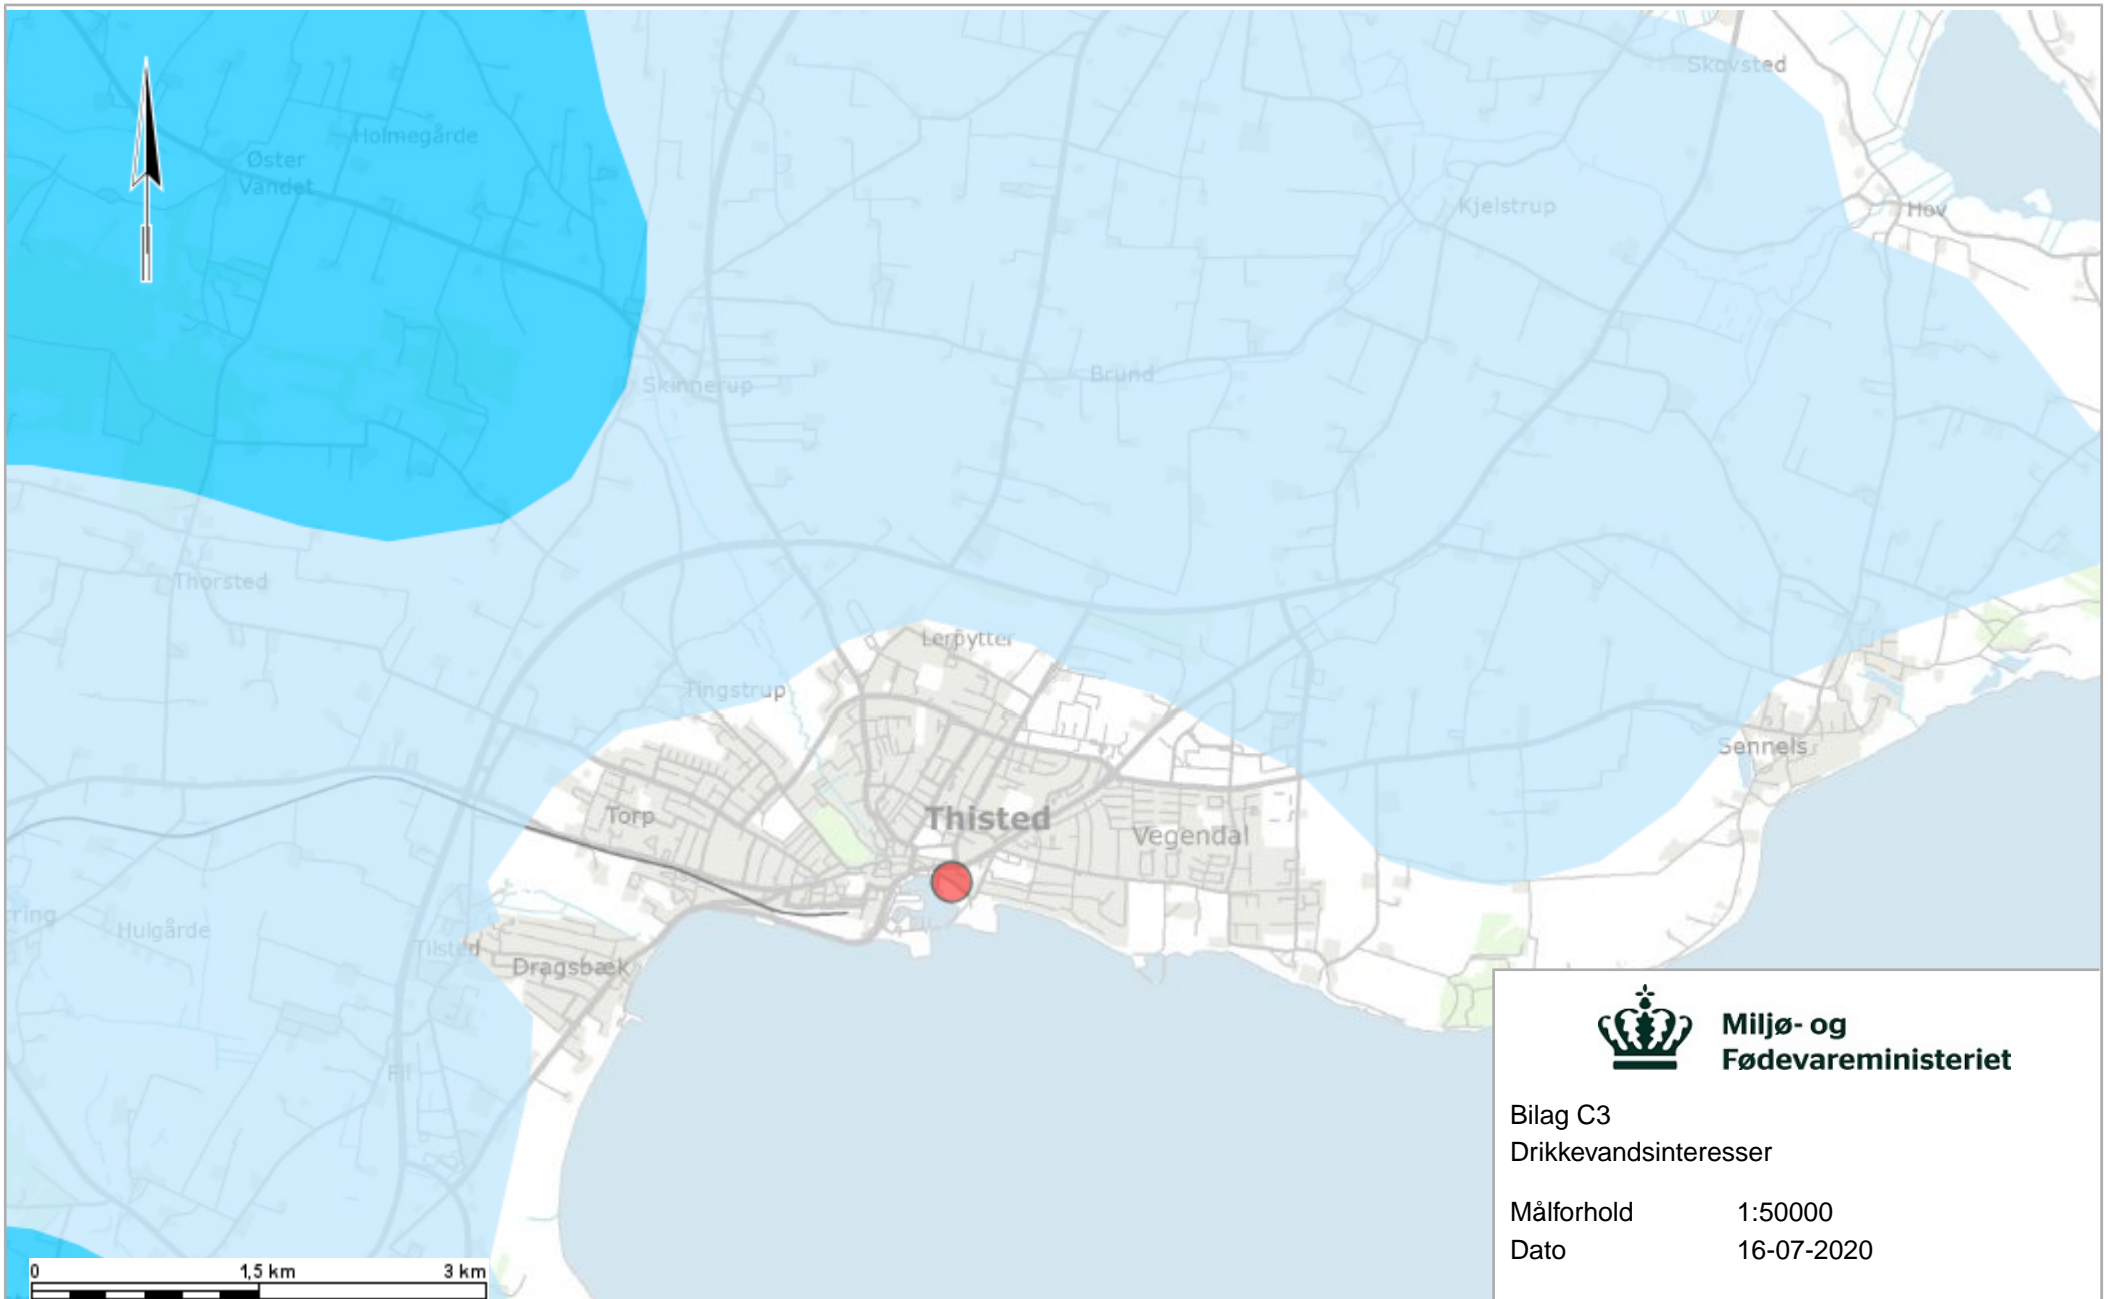 Skovsted
Holmegårde
Øster
Vandet
Kjelstrup
Hov
Brund
Skinnerup
Thorsted
Lerpytter
Tingstrup
Sennels
Torp
Thisted
Vegendal
Hulgårde
Tilsted
Dragsbæk
Miljø- og
Fødevareministeriet
Bilag C3
Drikkevandsinteresser
Målforhold 1:50000
Dato 16-07-2020
0 1,5 km 3 km